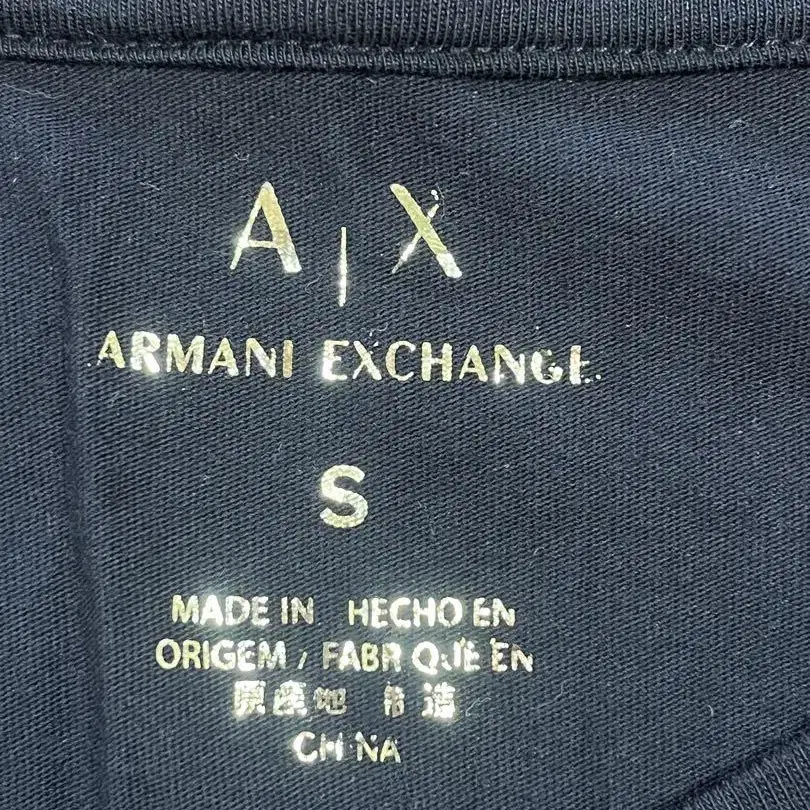 A|X
ARMANI EXCHANGE
S
MADE IN HECHO EN
ORIGEM / FABRIQUÉ EN
原産地 制造
CHINA